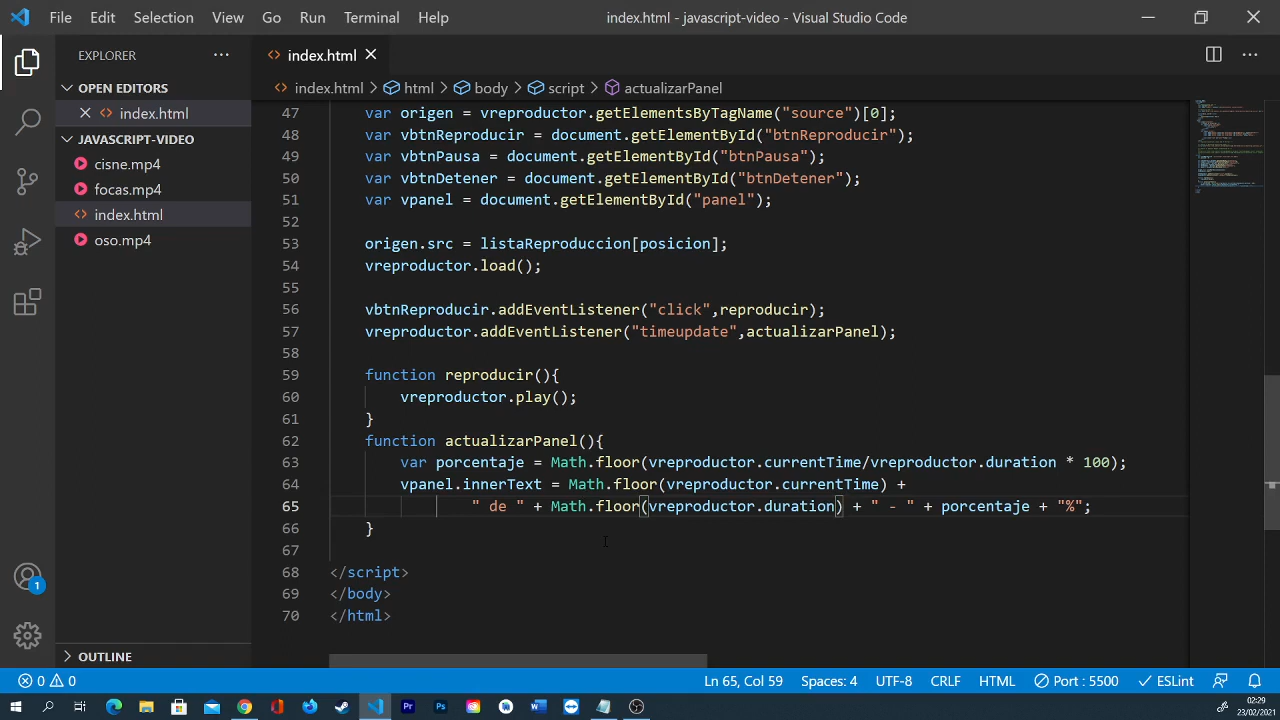 File Edit Selection View Go Run Terminal Help index.html - javascript-video - Visual Studio Code
EXPLORER
OPEN EDITORS
index.html
JAVASCRIPT-VIDEO
cisne.mp4
focas.mp4
index.html
oso.mp4
OUTLINE
index.html
index.html > html > body > script > actualizarPanel
47 var origen = vreproductor.getElementsByTagName("source")[0];
48 var vbtnReproducir = document.getElementById("btnReproducir");
49 var vbtnPausa = document.getElementById("btnPausa");
50 var vbtnDetener = document.getElementById("btnDetener");
51 var vpanel = document.getElementById("panel");
52
53 origen.src = listaReproduccion[posicion];
54 vreproductor.load();
55
56 vbtnReproducir.addEventListener("click",reproducir);
57 vreproductor.addEventListener("timeupdate",actualizarPanel);
58
59 function reproducir(){
60 vreproductor.play();
61 }
62 function actualizarPanel(){
63 var porcentaje = Math.floor(vreproductor.currentTime/vreproductor.duration * 100);
64 vpanel.innerText = Math.floor(vreproductor.currentTime) +
65 " de " + Math.floor(vreproductor.duration) + " - " + porcentaje + "%";
66 }
67
68 </script>
69 </body>
70 </html>
1
0 0 Ln 65, Col 59 Spaces: 4 UTF-8 CRLF HTML Port : 5500 ESLint
02:29
23/02/2021